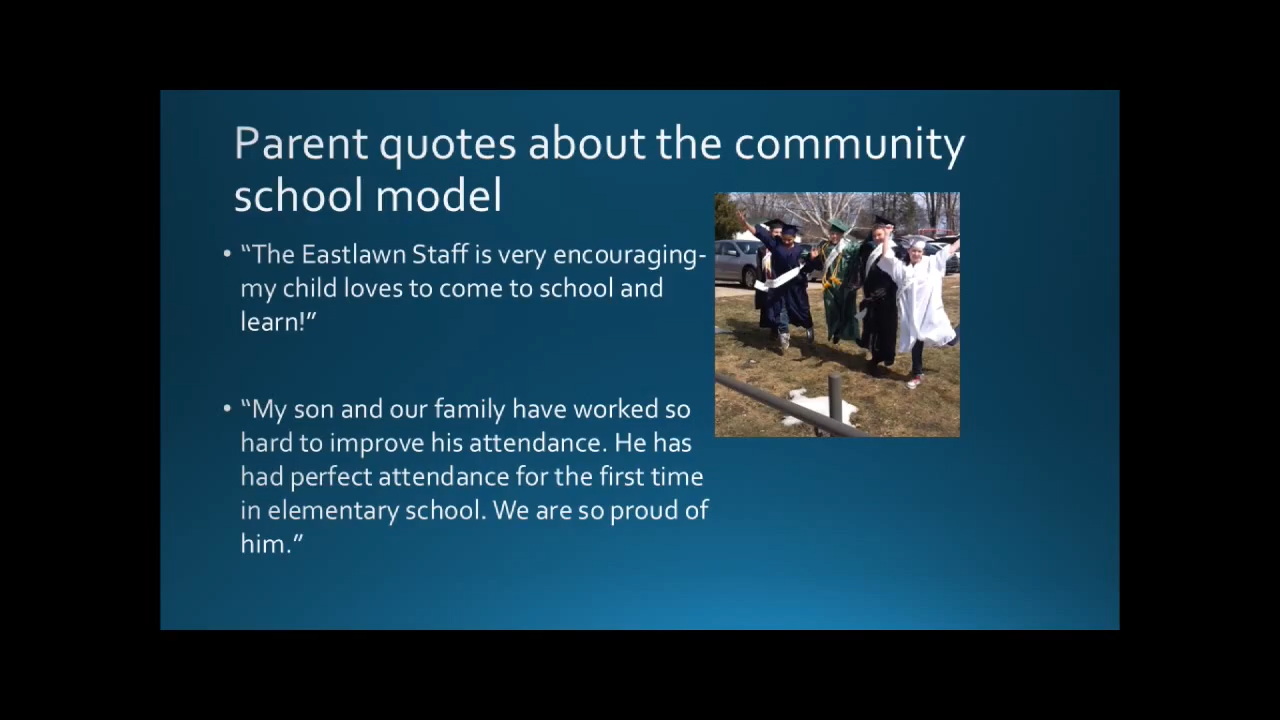 Parent quotes about the community
school model
• “The Eastlawn Staff is very encouraging-
my child loves to come to school and
learn!”
• “My son and our family have worked so
hard to improve his attendance. He has
had perfect attendance for the first time
in elementary school. We are so proud of
him.”